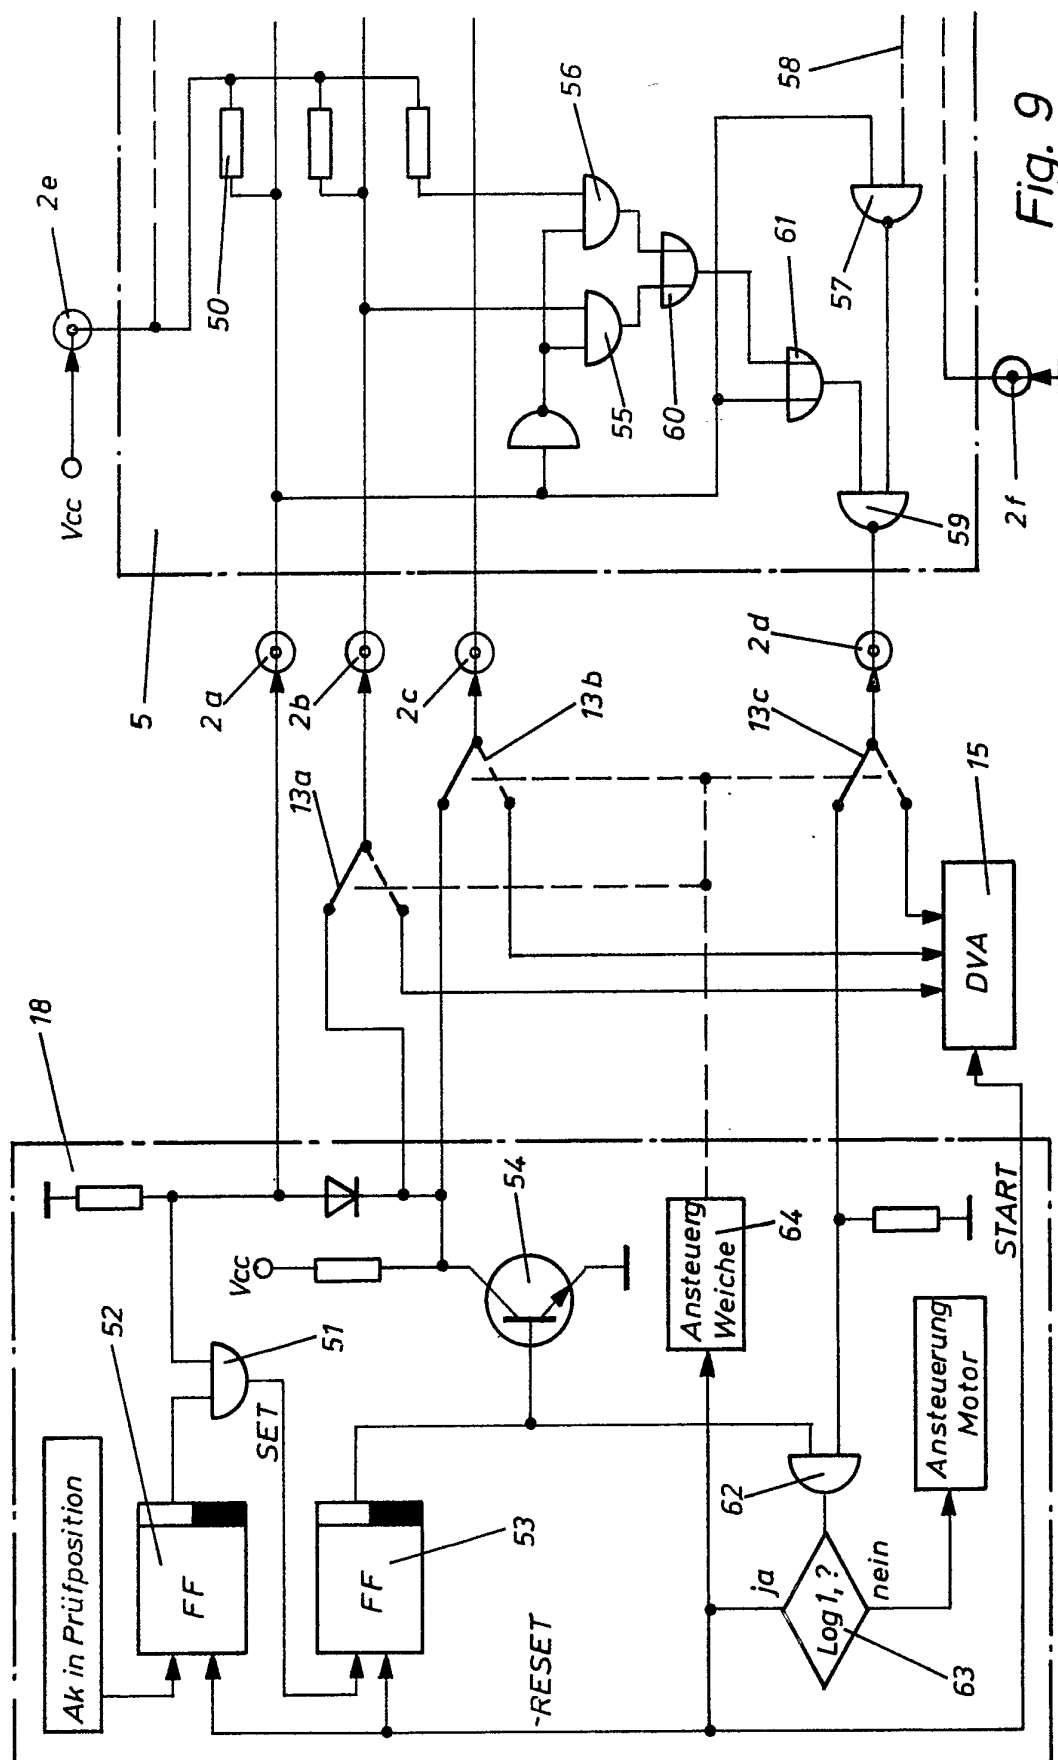 Ak in Prüfposition
FF
52
51
SET
FF
53
-RESET
18
Vcc
54
Ansteuerg
Weiche
64
62
ja
Log 1, ?
nein
63
Ansteuerung
Motor
START
13a
13b
13c
DVA
15
2a
2b
2c
2d
5
Vcc
2e
50
56
55
60
61
57
58
59
2f
Fig. 9